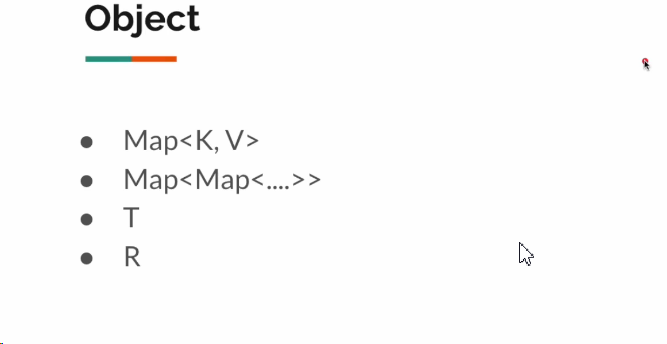 Object
● Map<K, V>
● Map<Map<....>>
● T
● R